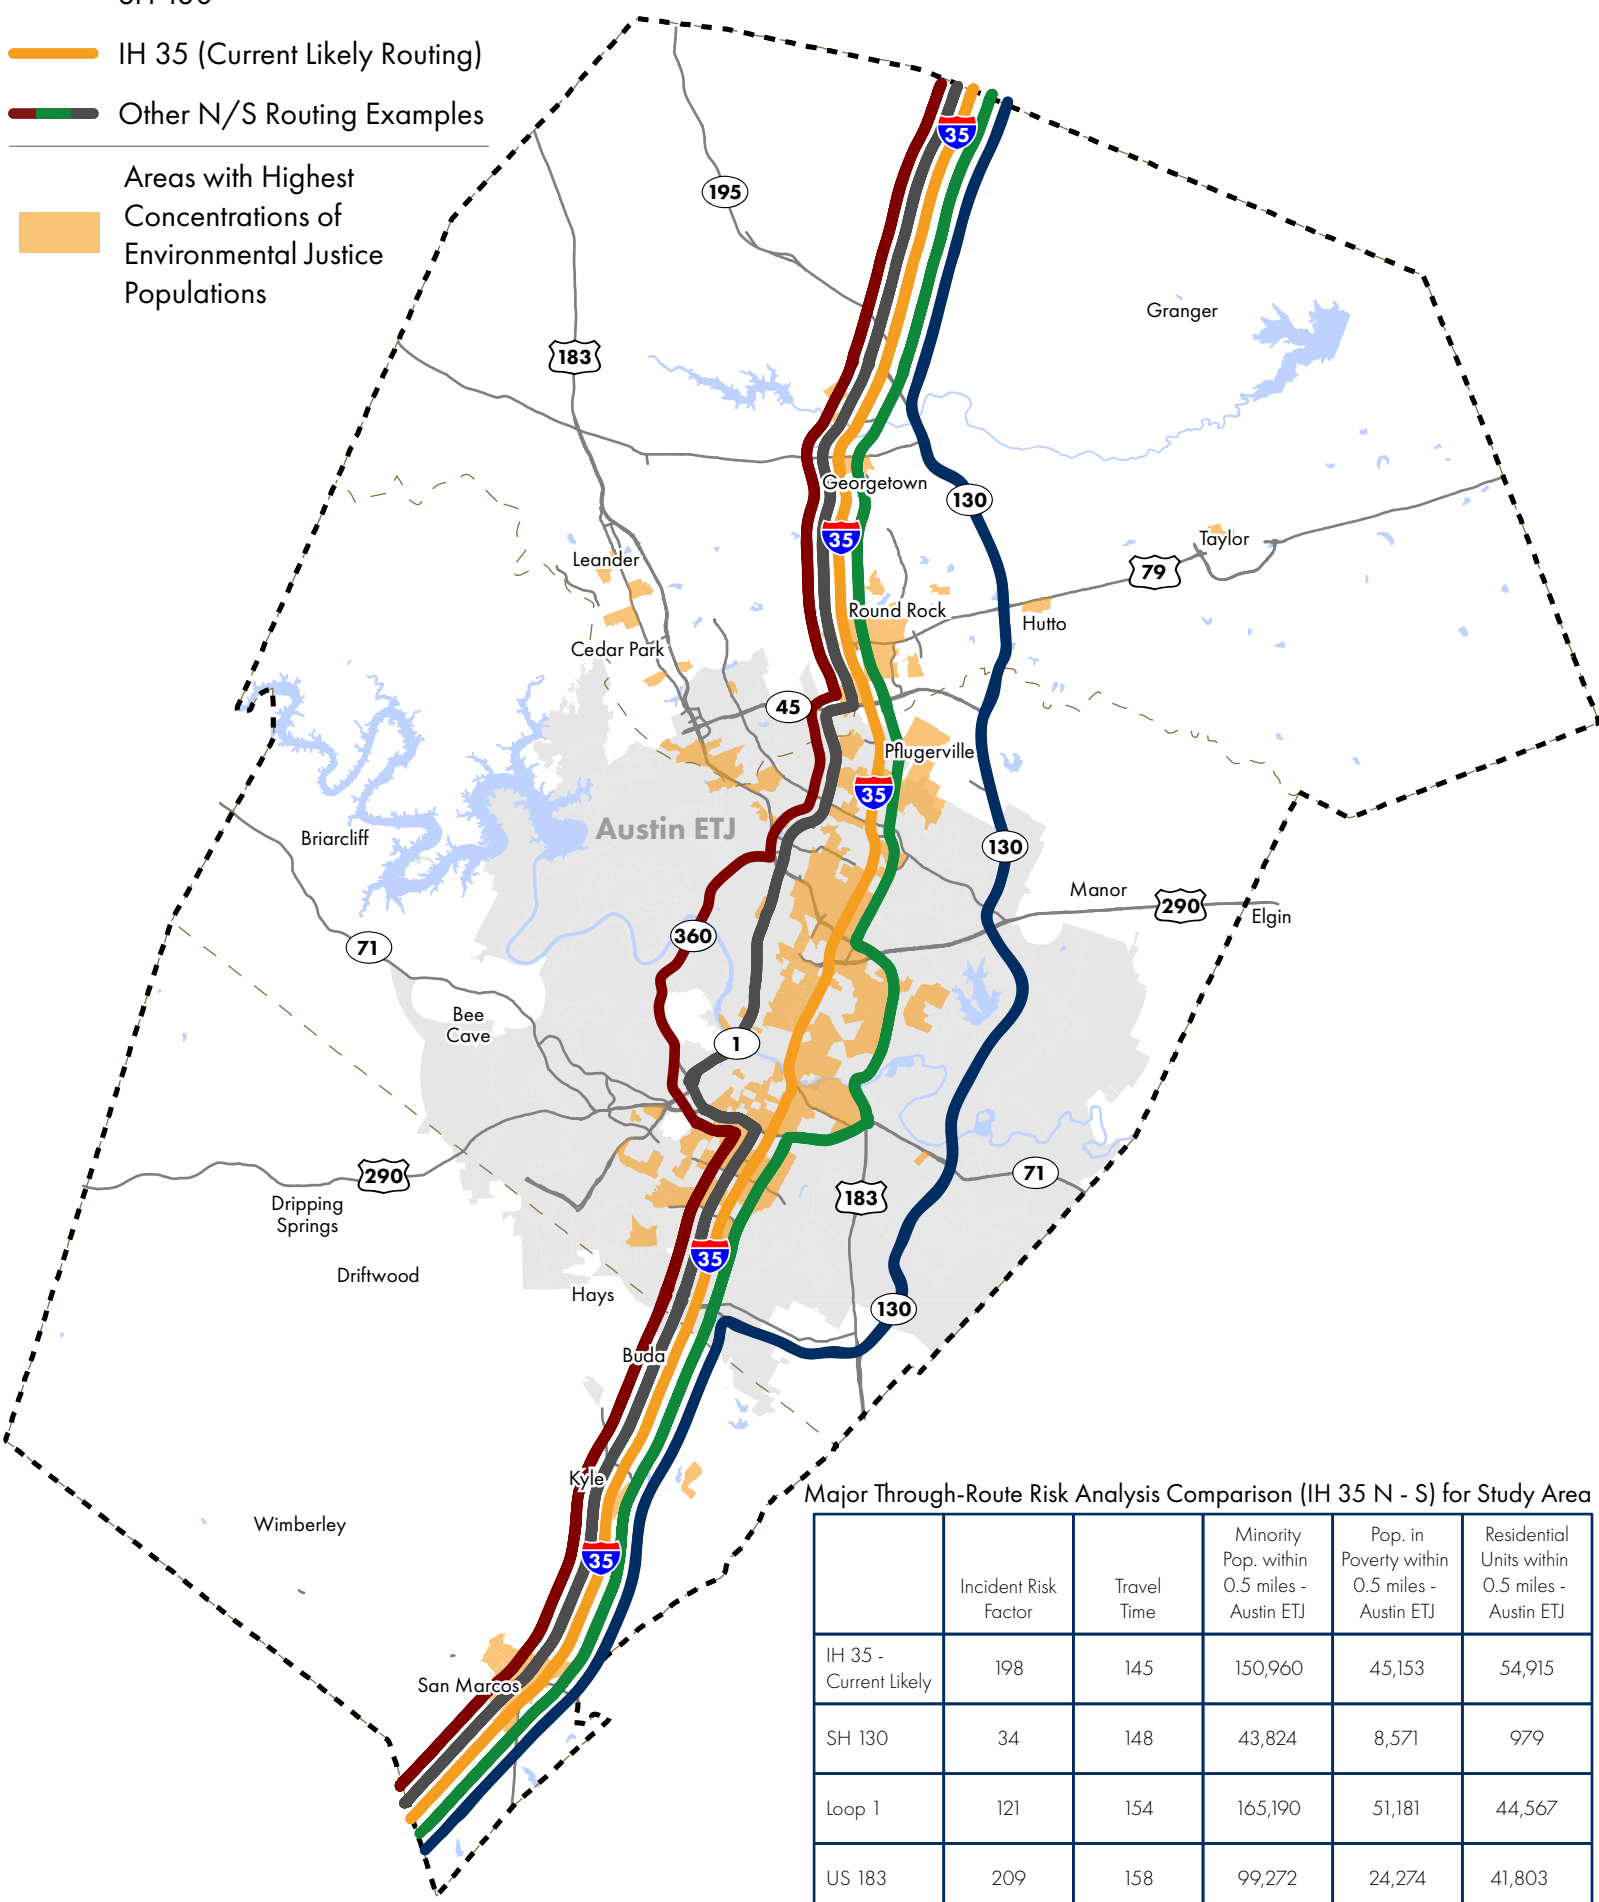 SH 130
IH 35 (Current Likely Routing)
Other N/S Routing Examples
Areas with Highest
Concentrations of
Environmental Justice
Populations
35
195
Granger
183
Georgetown
130
35
Taylor
Leander
79
Round Rock
Hutto
Cedar Park
45
Pflugerville
35
Austin ETJ
Briarcliff
130
Manor
290
Elgin
360
71
Bee
Cave
1
71
290
183
Dripping
Springs
35
Driftwood
Hays
130
Buda
Kyle
Wimberley
35
San Marcos
Major Through-Route Risk Analysis Comparison (IH 35 N - S) for Study Area
Incident Risk
Factor
Travel
Time
Minority
Pop. within
0.5 miles -
Austin ETJ
Pop. in
Poverty within
0.5 miles -
Austin ETJ
Residential
Units within
0.5 miles -
Austin ETJ
IH 35 -
Current Likely
198
145
150,960
45,153
54,915
SH 130
34
148
43,824
8,571
979
Loop 1
121
154
165,190
51,181
44,567
US 183
209
158
99,272
24,274
41,803